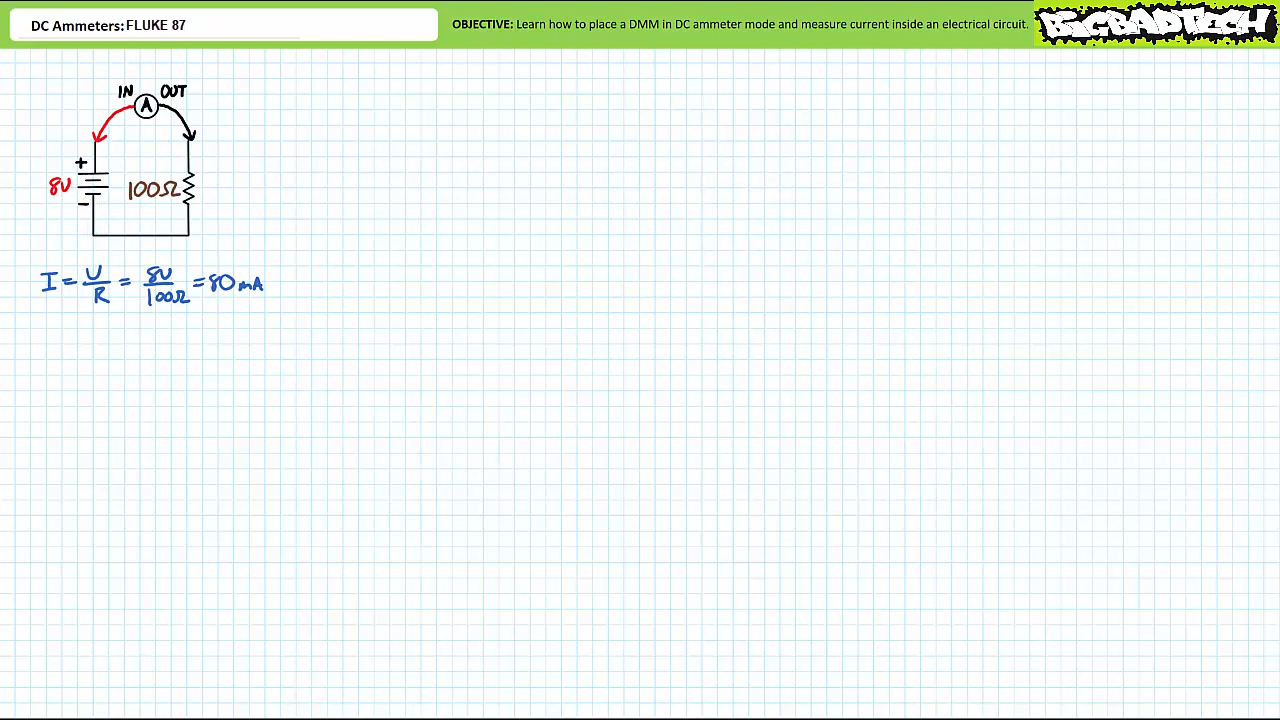 DC Ammeters: FLUKE 87
OBJECTIVE: Learn how to place a DMM in DC ammeter mode and measure current inside an electrical circuit.
BIGBADTECH
IN A OUT
+
8V 100Ω
-
I = V/R = 8V/100Ω = 80mA